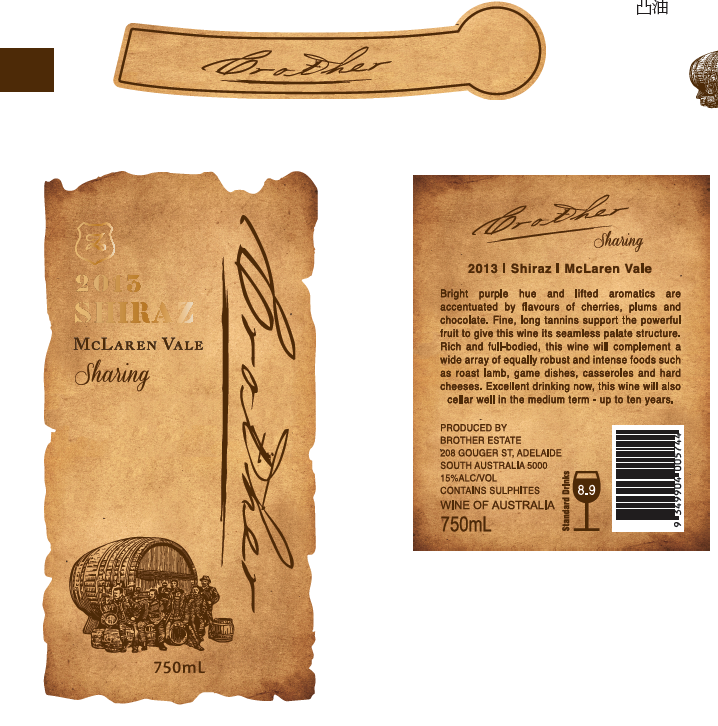 凸油
Brother
2013
SHIRAZ
McLAREN VALE
Sharing
Brother
750mL
Brother
Sharing
2013 | Shiraz | McLaren Vale
Bright purple hue and lifted aromatics are
accentuated by flavours of cherries, plums and
chocolate. Fine, long tannins support the powerful
fruit to give this wine its seamless palate structure.
Rich and full-bodied, this wine will complement a
wide array of equally robust and intense foods such
as roast lamb, game dishes, casseroles and hard
cheeses. Excellent drinking now, this wine will also
cellar well in the medium term - up to ten years.
PRODUCED BY
BROTHER ESTATE
208 GOUGER ST, ADELAIDE
SOUTH AUSTRALIA 5000
15%ALC/VOL
CONTAINS SULPHITES
WINE OF AUSTRALIA
750mL
Standard Drinks
8.9
9 349904 005744